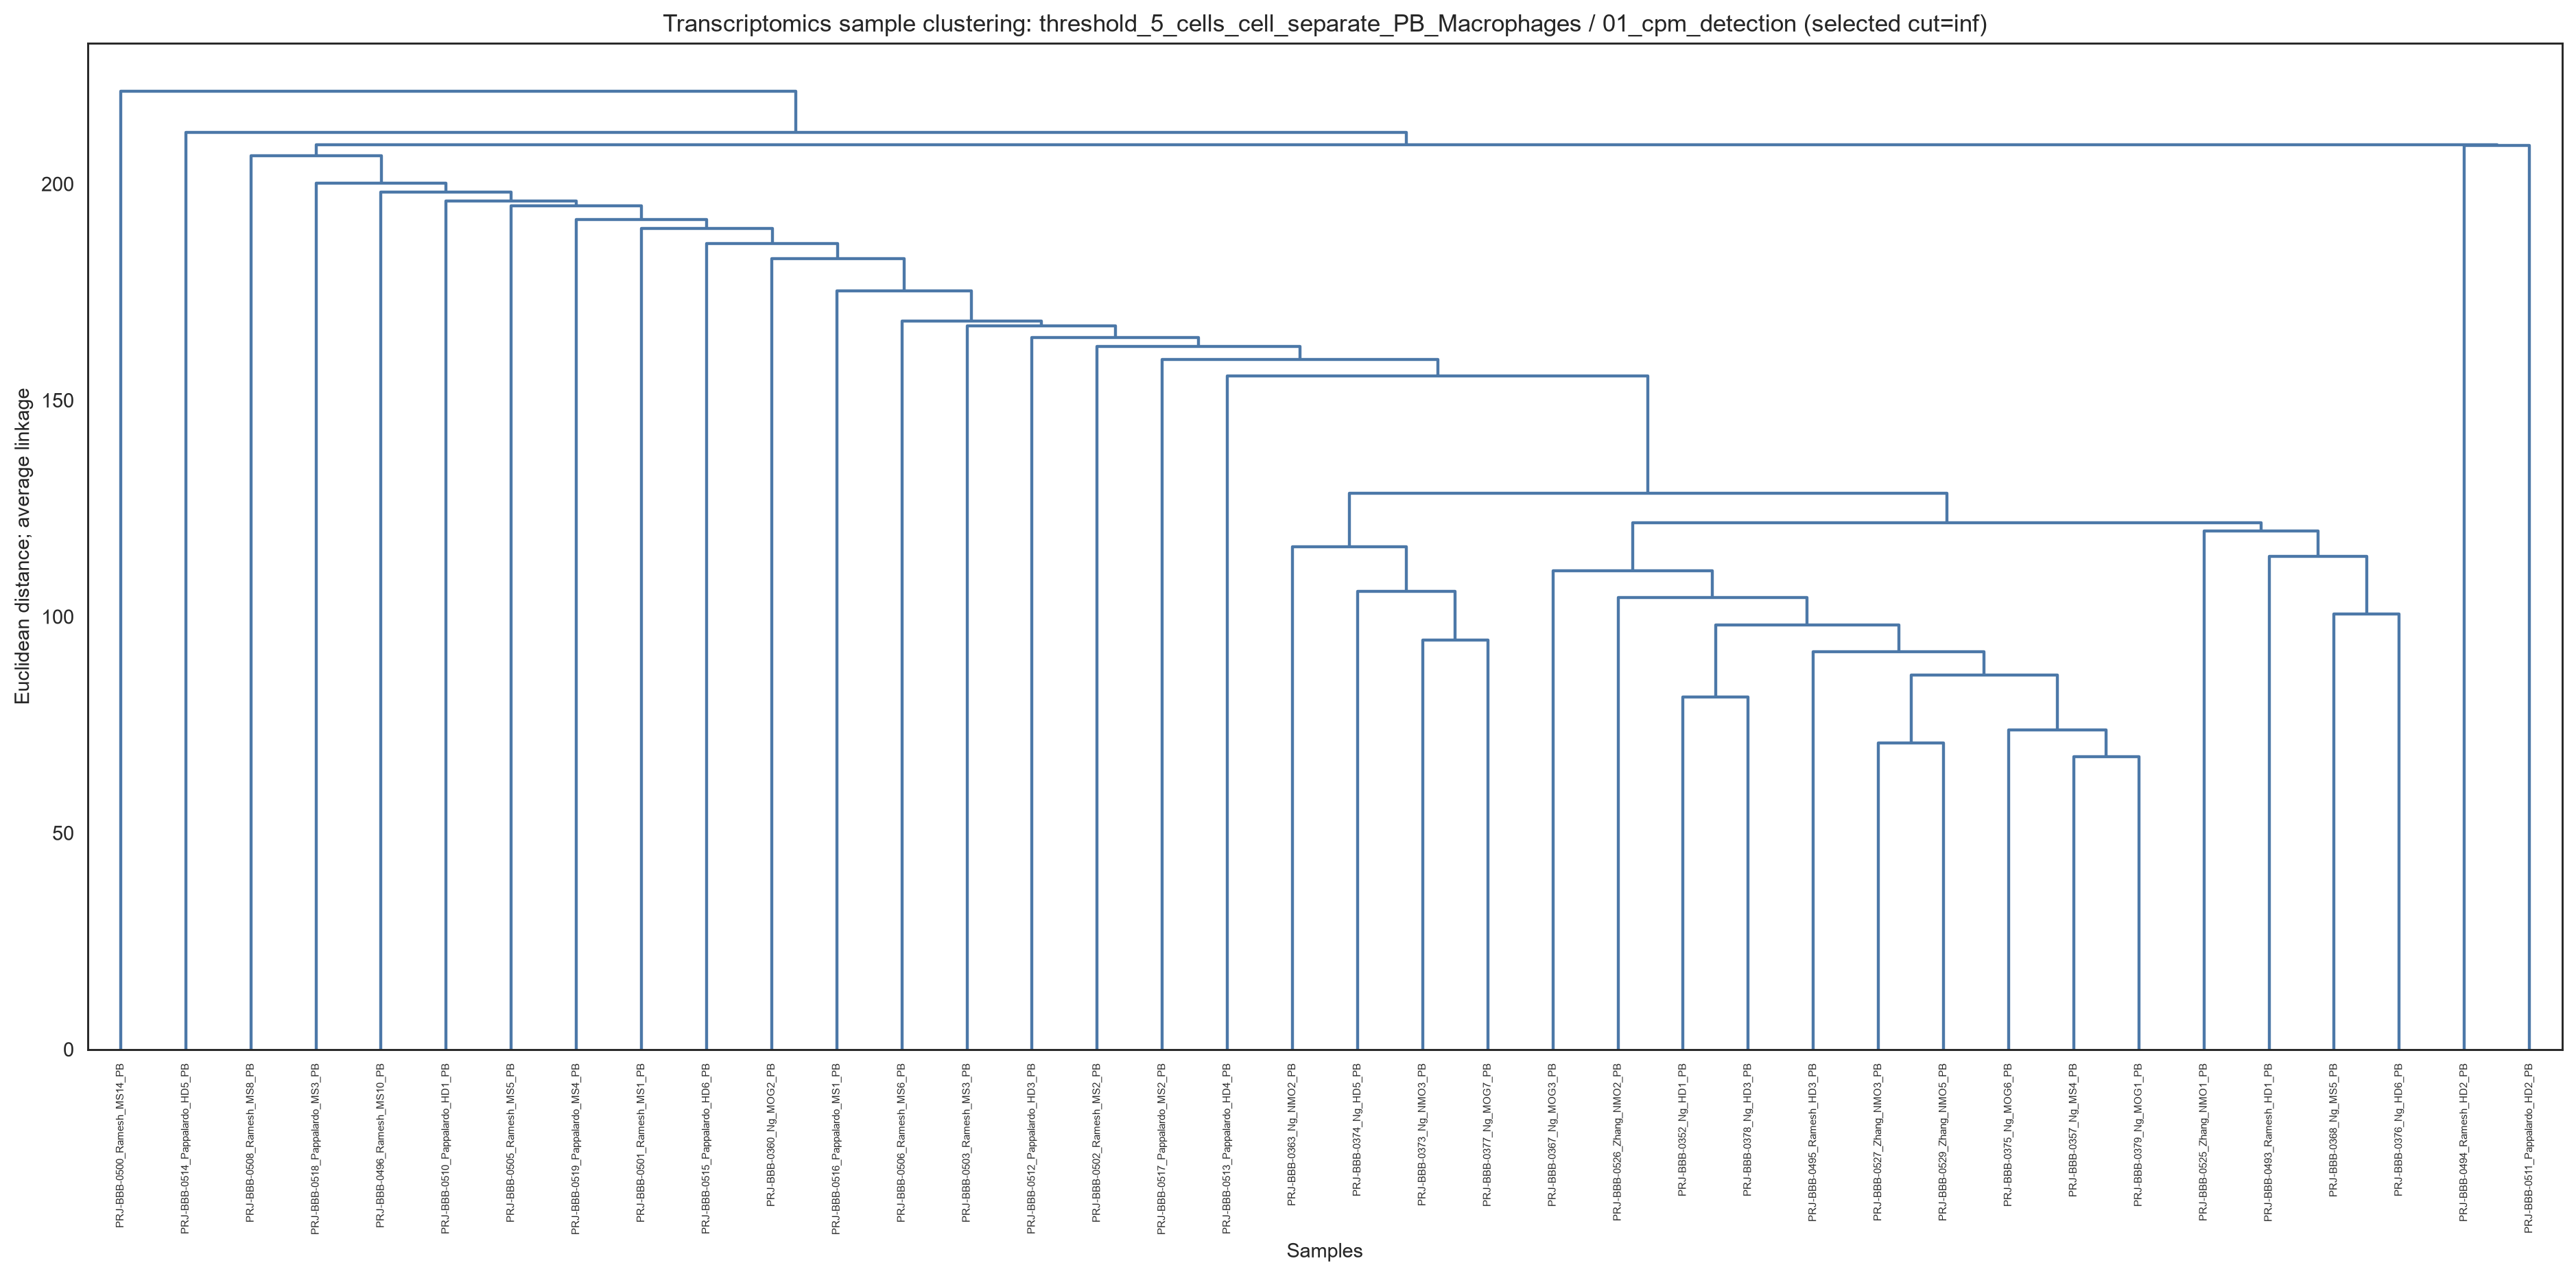 Transcriptomics sample clustering: threshold_5_cells_cell_separate_PB_Macrophages / 01_cpm_detection (selected cut=inf)
Euclidean distance; average linkage
200
150
100
50
0
PRJ-BBB-0500_Ramesh_MS14_PB
PRJ-BBB-0514_Pappalardo_HD5_PB
PRJ-BBB-0508_Ramesh_MS8_PB
PRJ-BBB-0518_Pappalardo_MS3_PB
PRJ-BBB-0496_Ramesh_MS10_PB
PRJ-BBB-0510_Pappalardo_HD1_PB
PRJ-BBB-0505_Ramesh_MS5_PB
PRJ-BBB-0519_Pappalardo_MS4_PB
PRJ-BBB-0501_Ramesh_MS1_PB
PRJ-BBB-0515_Pappalardo_HD6_PB
PRJ-BBB-0360_Ng_MOG2_PB
PRJ-BBB-0516_Pappalardo_MS1_PB
PRJ-BBB-0506_Ramesh_MS6_PB
PRJ-BBB-0503_Ramesh_MS3_PB
PRJ-BBB-0512_Pappalardo_HD3_PB
PRJ-BBB-0502_Ramesh_MS2_PB
PRJ-BBB-0517_Pappalardo_MS2_PB
PRJ-BBB-0513_Pappalardo_HD4_PB
PRJ-BBB-0363_Ng_NMO2_PB
PRJ-BBB-0374_Ng_HD5_PB
PRJ-BBB-0373_Ng_NMO3_PB
PRJ-BBB-0377_Ng_MOG7_PB
PRJ-BBB-0367_Ng_MOG3_PB
PRJ-BBB-0526_Zhang_NMO2_PB
PRJ-BBB-0352_Ng_HD1_PB
PRJ-BBB-0378_Ng_HD3_PB
PRJ-BBB-0495_Ramesh_HD3_PB
PRJ-BBB-0527_Zhang_NMO3_PB
PRJ-BBB-0529_Zhang_NMO5_PB
PRJ-BBB-0375_Ng_MOG6_PB
PRJ-BBB-0357_Ng_MS4_PB
PRJ-BBB-0379_Ng_MOG1_PB
PRJ-BBB-0525_Zhang_NMO1_PB
PRJ-BBB-0493_Ramesh_HD1_PB
PRJ-BBB-0368_Ng_MS5_PB
PRJ-BBB-0376_Ng_HD6_PB
PRJ-BBB-0494_Ramesh_HD2_PB
PRJ-BBB-0511_Pappalardo_HD2_PB
Samples